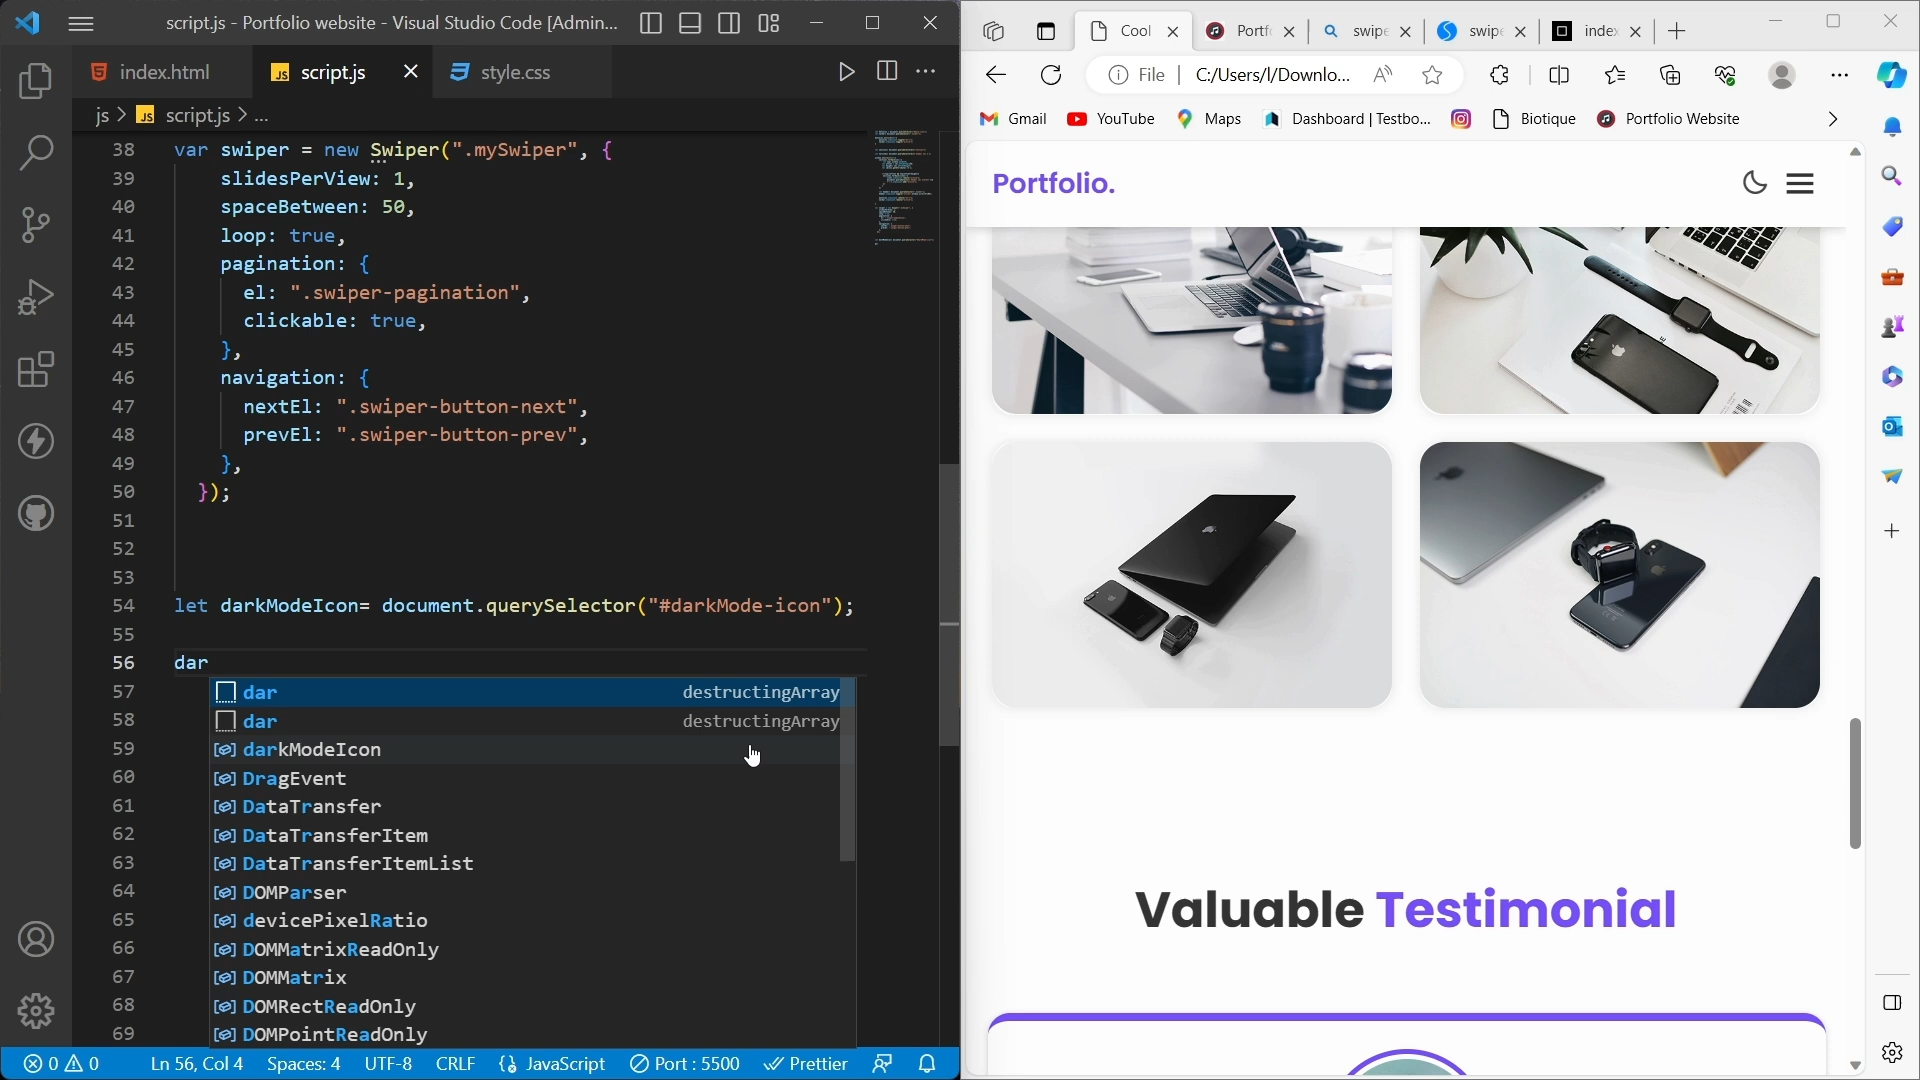 script.js - Portfolio website - Visual Studio Code [Admin...
index.html
JS script.js
style.css
js > JS script.js > ...
38 var swiper = new Swiper(".mySwiper", {
39 slidesPerView: 1,
40 spaceBetween: 50,
41 loop: true,
42 pagination: {
43 el: ".swiper-pagination",
44 clickable: true,
45 },
46 navigation: {
47 nextEl: ".swiper-button-next",
48 prevEl: ".swiper-button-prev",
49 },
50 });
51
52
53
54 let darkModeIcon= document.querySelector("#darkMode-icon");
55
56 dar
57 dar destructingArray
58 dar destructingArray
59 darkModeIcon
60 DragEvent
61 DataTransfer
62 DataTransferItem
63 DataTransferItemList
64 DOMParser
65 devicePixelRatio
66 DOMMatrixReadOnly
67 DOMMatrix
68 DOMRectReadOnly
69 DOMPointReadOnly
0 0 Ln 56, Col 4 Spaces: 4 UTF-8 CRLF {} JavaScript Port : 5500 Prettier
Cool
Portf
swipe
swipe
index
File C:/Users/l/Downlo...
Gmail YouTube Maps Dashboard | Testbo... Biotique Portfolio Website
Portfolio.
Valuable Testimonial